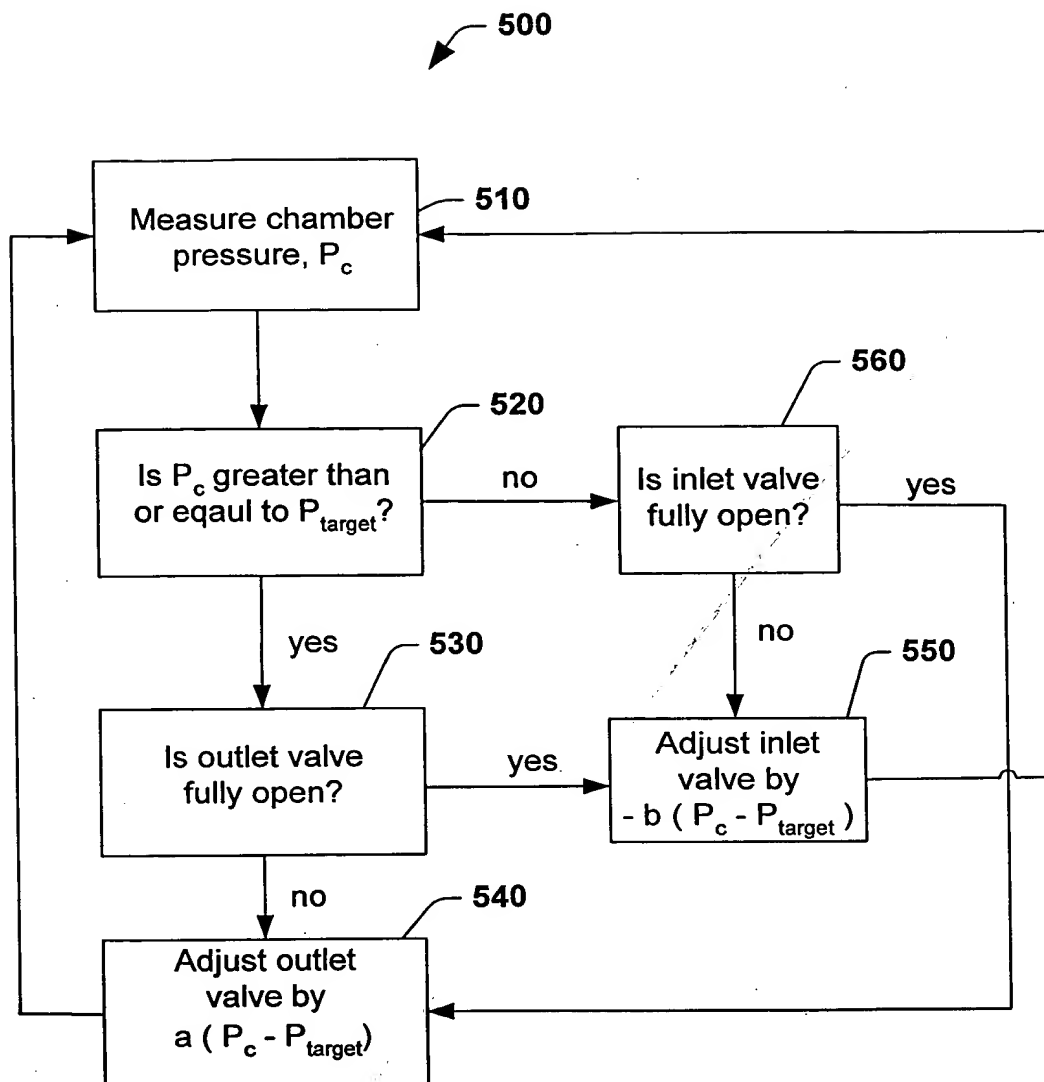 500
510
Measure chamber
pressure, Pc
520
Is Pc greater than
or eqaul to Ptarget?
no
560
Is inlet valve
fully open?
yes
yes
no
530
Is outlet valve
fully open?
yes
550
Adjust inlet
valve by
- b ( Pc - Ptarget )
no
540
Adjust outlet
valve by
a ( Pc - Ptarget)